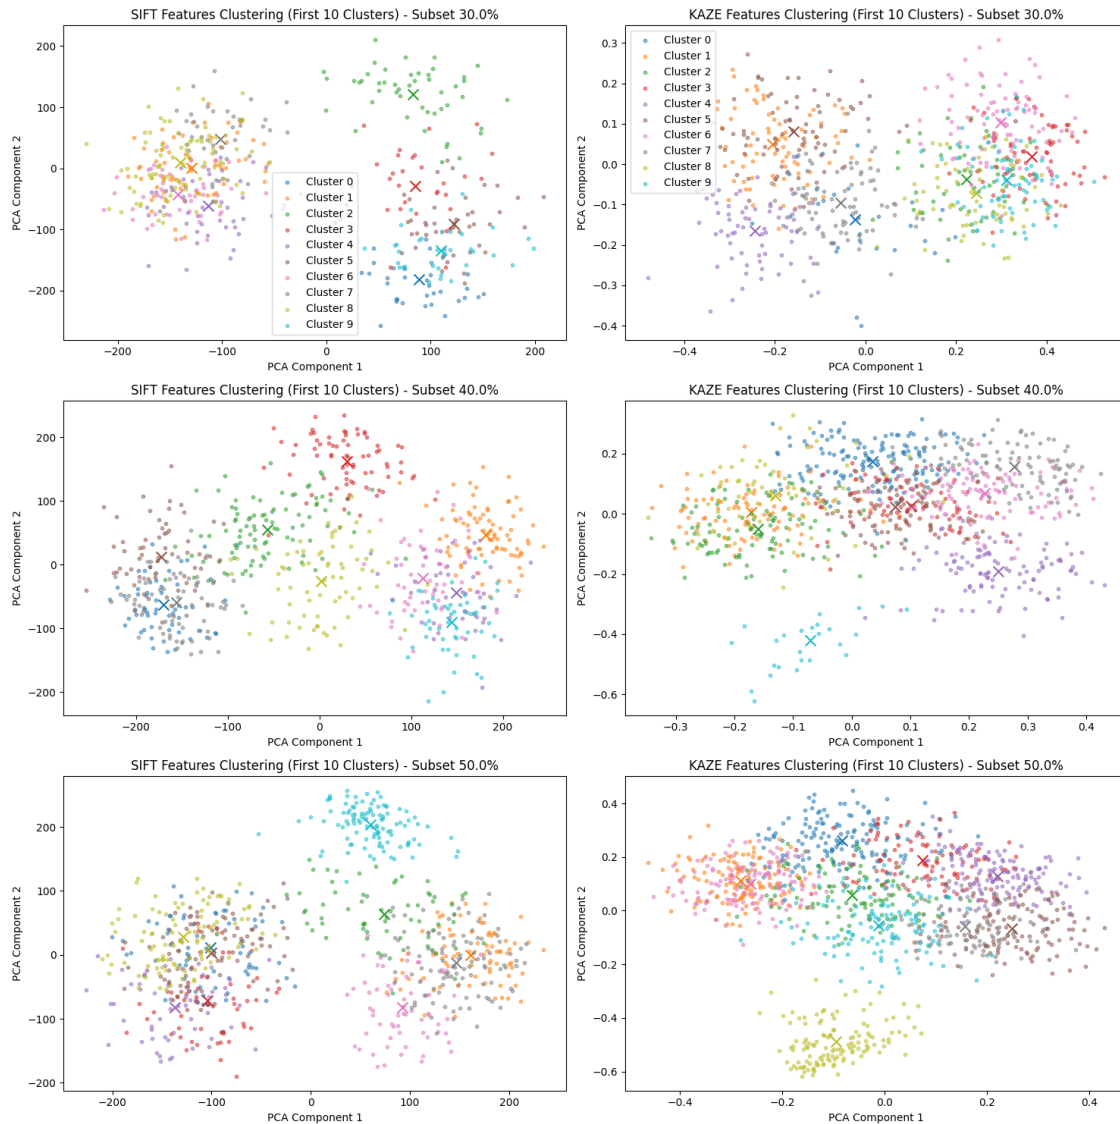 SIFT Features Clustering (First 10 Clusters) - Subset 30.0%
200
100
0
−100
−200
PCA Component 2
Cluster 0
Cluster 1
Cluster 2
Cluster 3
Cluster 4
Cluster 5
Cluster 6
Cluster 7
Cluster 8
Cluster 9
−200 −100 0 100 200
PCA Component 1
KAZE Features Clustering (First 10 Clusters) - Subset 30.0%
0.3
0.2
0.1
0.0
−0.1
−0.2
−0.3
−0.4
PCA Component 2
Cluster 0
Cluster 1
Cluster 2
Cluster 3
Cluster 4
Cluster 5
Cluster 6
Cluster 7
Cluster 8
Cluster 9
−0.4 −0.2 0.0 0.2 0.4
PCA Component 1
SIFT Features Clustering (First 10 Clusters) - Subset 40.0%
200
100
0
−100
−200
PCA Component 2
−200 −100 0 100 200
PCA Component 1
KAZE Features Clustering (First 10 Clusters) - Subset 40.0%
0.2
0.0
−0.2
−0.4
−0.6
PCA Component 2
−0.3 −0.2 −0.1 0.0 0.1 0.2 0.3 0.4
PCA Component 1
SIFT Features Clustering (First 10 Clusters) - Subset 50.0%
200
100
0
−100
−200
PCA Component 2
−200 −100 0 100 200
PCA Component 1
KAZE Features Clustering (First 10 Clusters) - Subset 50.0%
0.4
0.2
0.0
−0.2
−0.4
−0.6
PCA Component 2
−0.4 −0.2 0.0 0.2 0.4
PCA Component 1